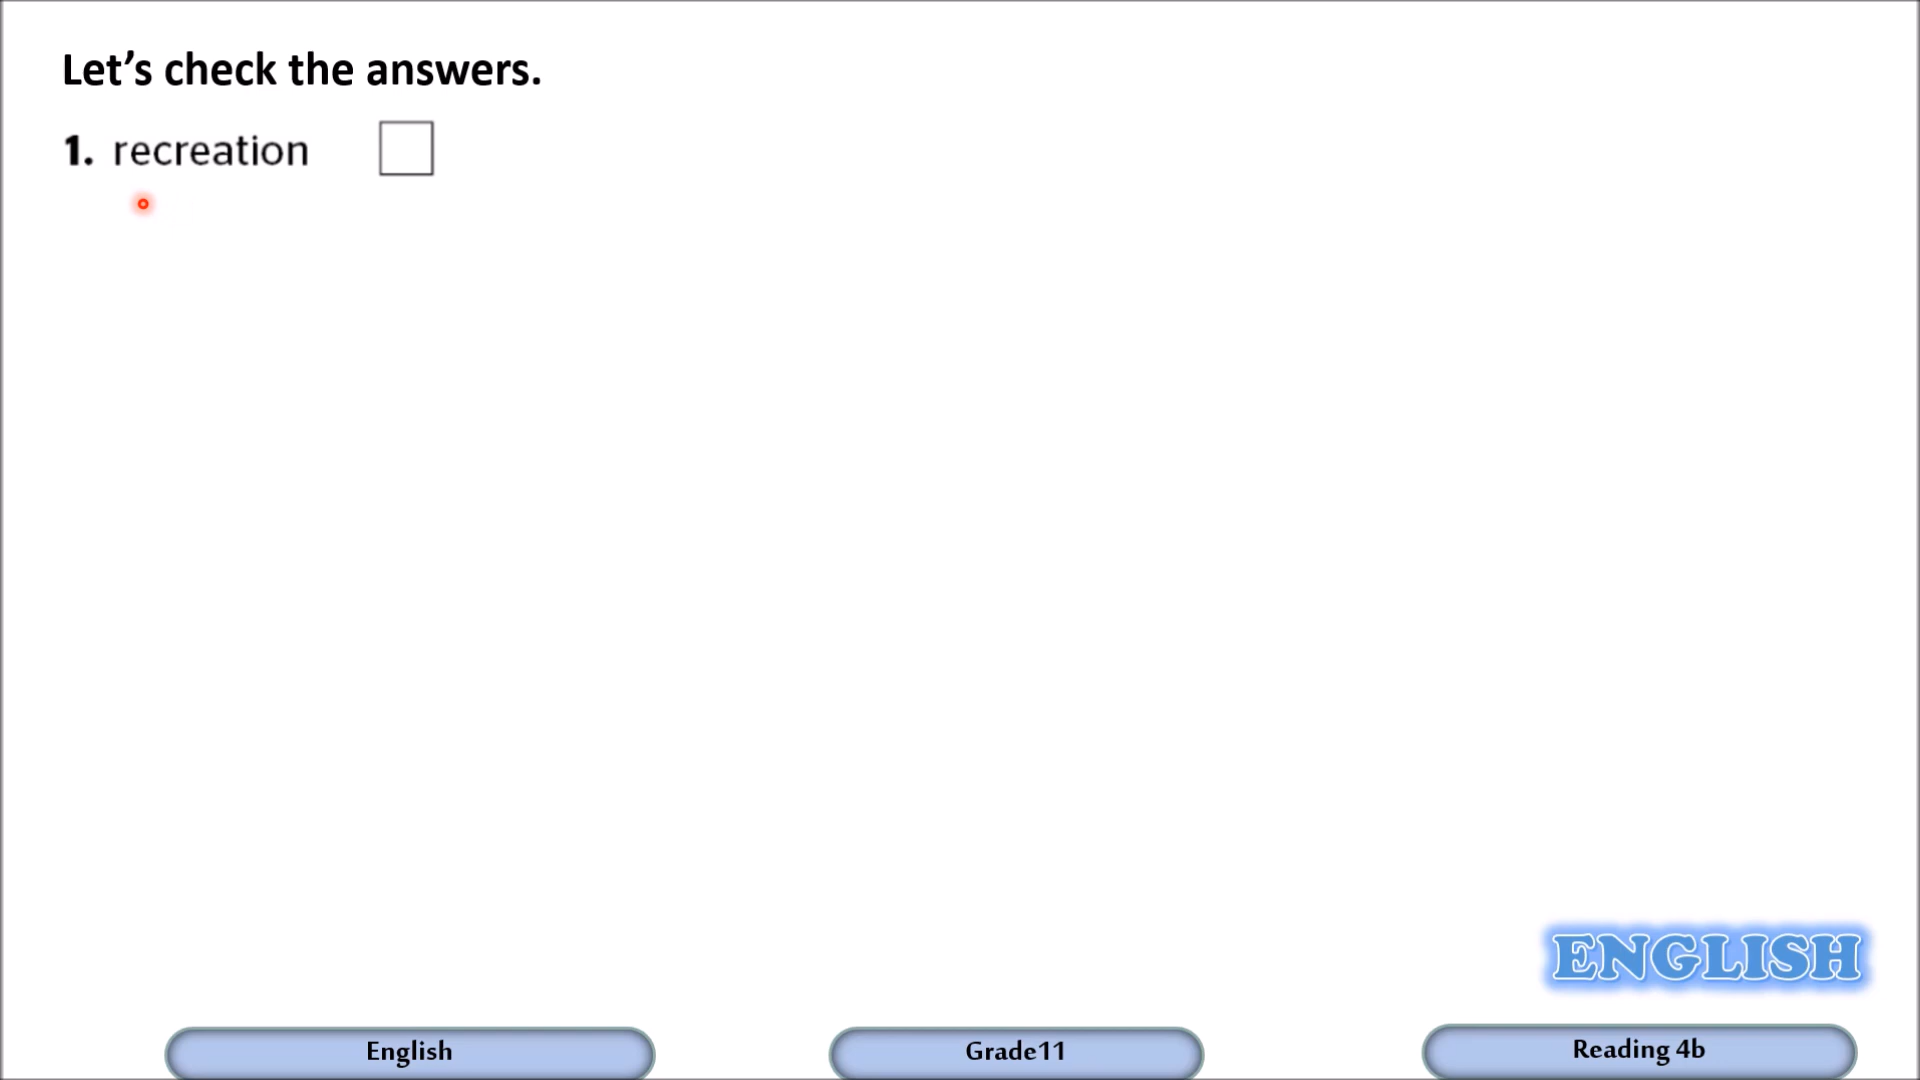 Let’s check the answers.
1. recreation
ENGLISH
English
Grade11
Reading 4b